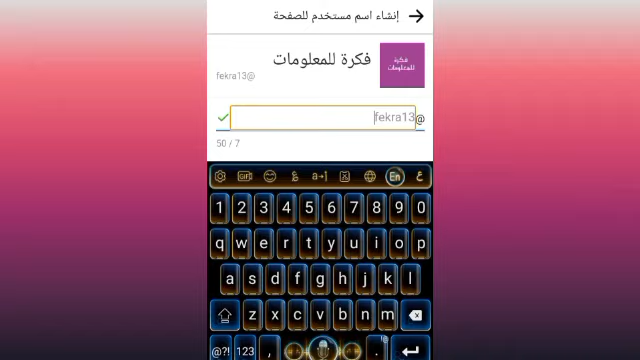 إنشاء اسم مستخدم للصفحة
فكرة للمعلومات
فكرة
للمعلومات
@fekra13
@fekra13
50 / 7
GIF ع a→أ En ع
1 2 3 4 5 6 7 8 9 0
q w e r t y u i o p
a s d f g h j k l
z x c v b n m
@?! 123 , .